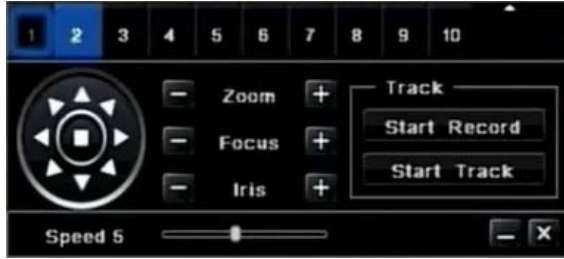 1 2 3 4 5 6 7 8 9 10
Zoom
Focus
Iris
Track
Start Record
Start Track
Speed 5